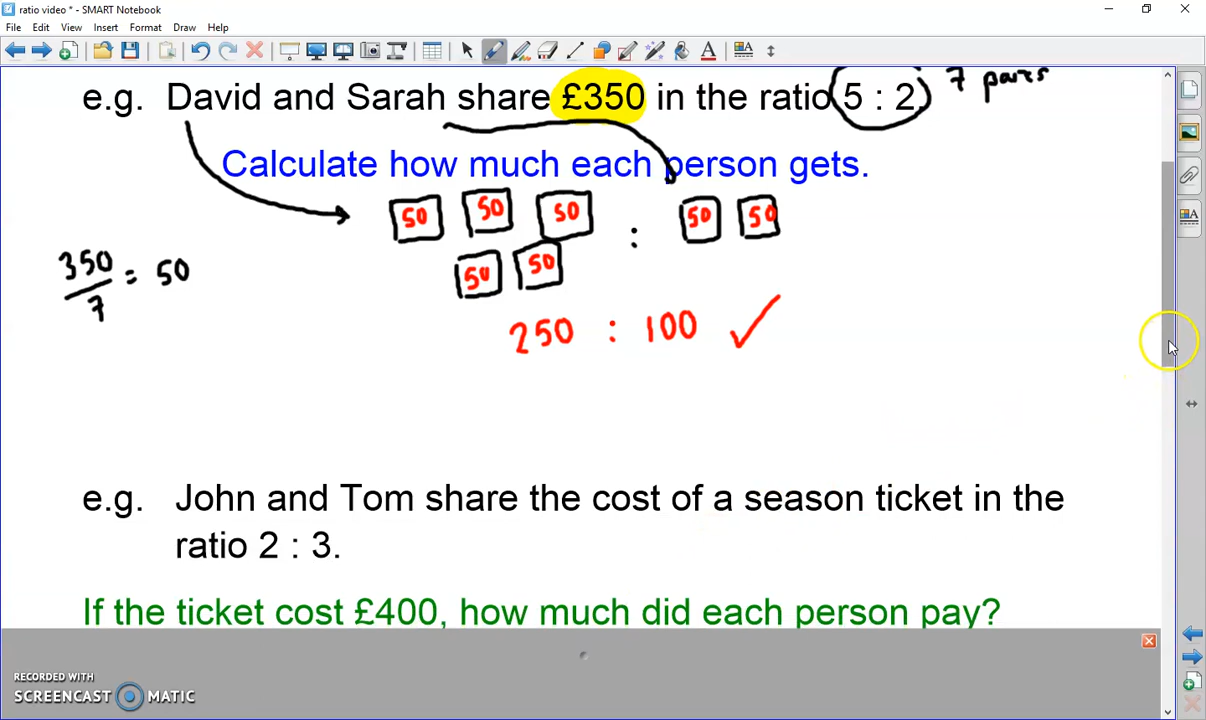 ratio video * - SMART Notebook
File Edit View Insert Format Draw Help
e.g. David and Sarah share £350 in the ratio 5 : 2. 7 parts
Calculate how much each person gets.
50 50 50 : 50 50
350/7 = 50
50 50
250 : 100 ✓
e.g. John and Tom share the cost of a season ticket in the
ratio 2 : 3.
If the ticket cost £400, how much did each person pay?
RECORDED WITH
SCREENCAST MATIC